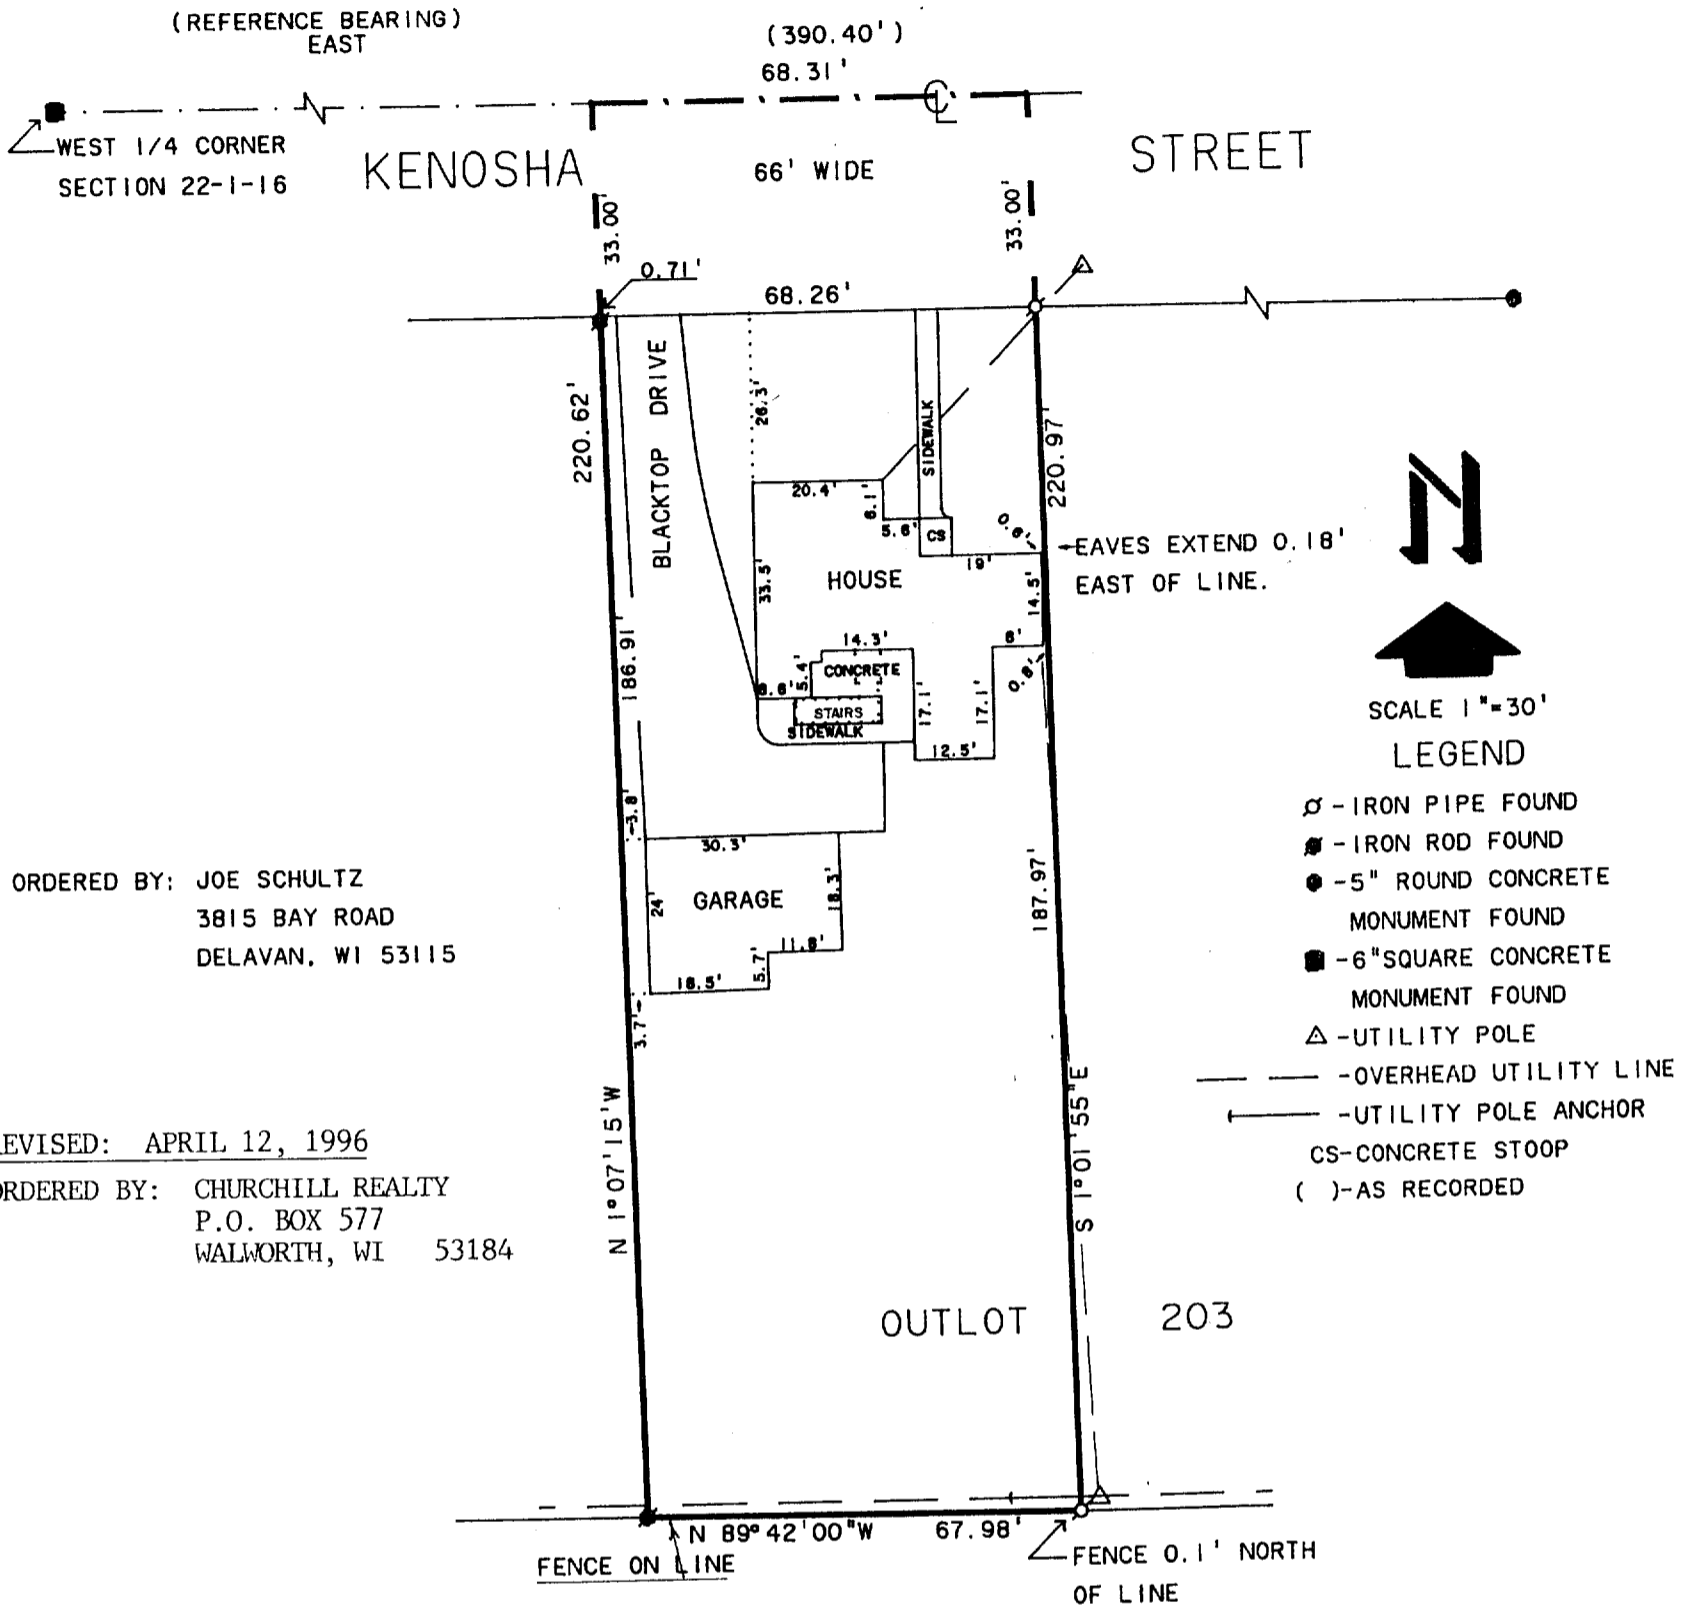 (REFERENCE BEARING)
EAST
(390.40')
68.31'
WEST 1/4 CORNER
SECTION 22-1-16
KENOSHA
66' WIDE
STREET
33.00'
33.00'
0.71'
68.26'
220.62'
BLACKTOP DRIVE
26.3'
SIDEWALK
220.97'
20.4'
6.1'
5.6'
CS
0.6'
19'
EAVES EXTEND 0.18'
EAST OF LINE.
33.5'
HOUSE
14.5'
N
186.91'
14.3'
5.4'
CONCRETE
STAIRS
SIDEWALK
17.1'
17.1'
12.5'
SCALE 1"=30'
LEGEND
-IRON PIPE FOUND
-IRON ROD FOUND
-5" ROUND CONCRETE
MONUMENT FOUND
-6"SQUARE CONCRETE
MONUMENT FOUND
-UTILITY POLE
-OVERHEAD UTILITY LINE
-UTILITY POLE ANCHOR
CS-CONCRETE STOOP
( )-AS RECORDED
3.8'
30.3'
24'
GARAGE
18.3'
11.8'
5.7'
18.5'
3.7'
187.97'
ORDERED BY: JOE SCHULTZ
3815 BAY ROAD
DELAVAN, WI 53115
EVISED: APRIL 12, 1996
ORDERED BY: CHURCHILL REALTY
P.O. BOX 577
WALWORTH, WI 53184
N 1°07'15'W
S 1°01'55"E
OUTLOT 203
N 89°42'00"W 67.98'
FENCE ON LINE
FENCE 0.1' NORTH
OF LINE